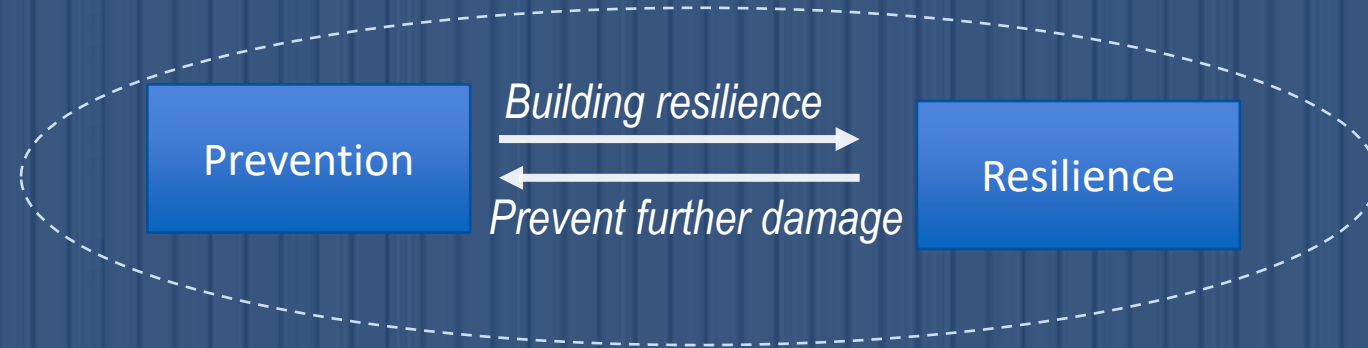 Building resilience
Prevention
Resilience
Prevent further damage